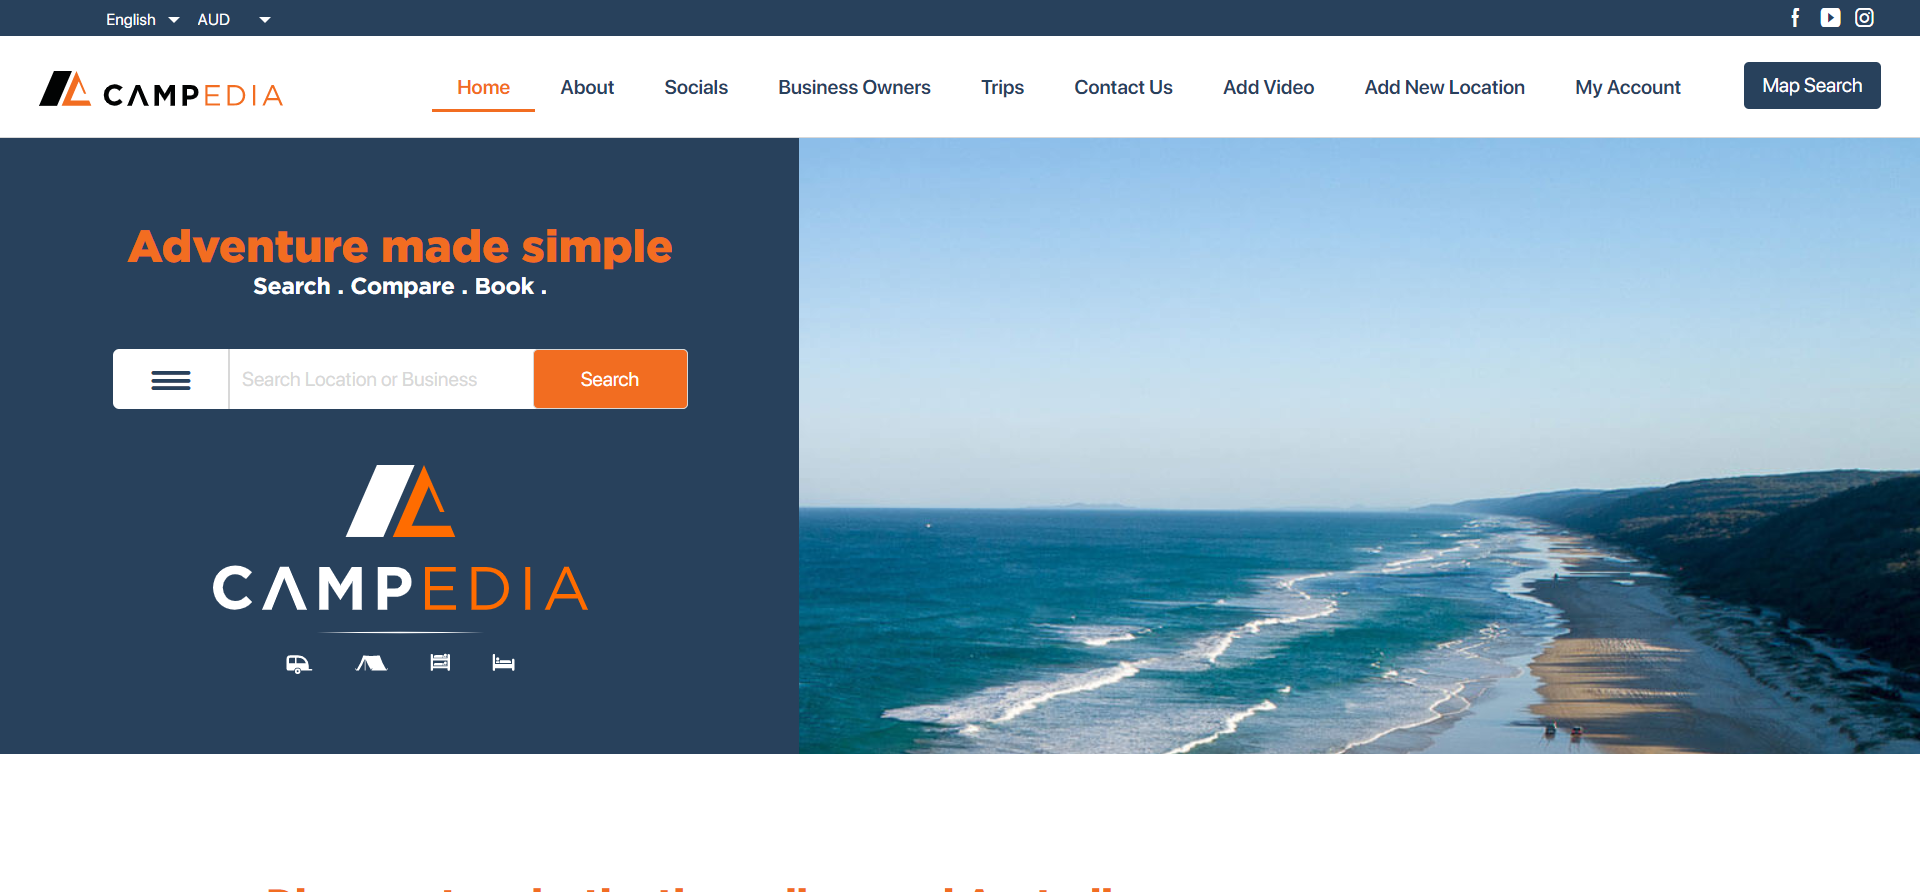 English AUD
CAMPEDIA
Home About Socials Business Owners Trips Contact Us Add Video Add New Location My Account Map Search
Adventure made simple
Search . Compare . Book .
Search Location or Business Search
CAMPEDIA